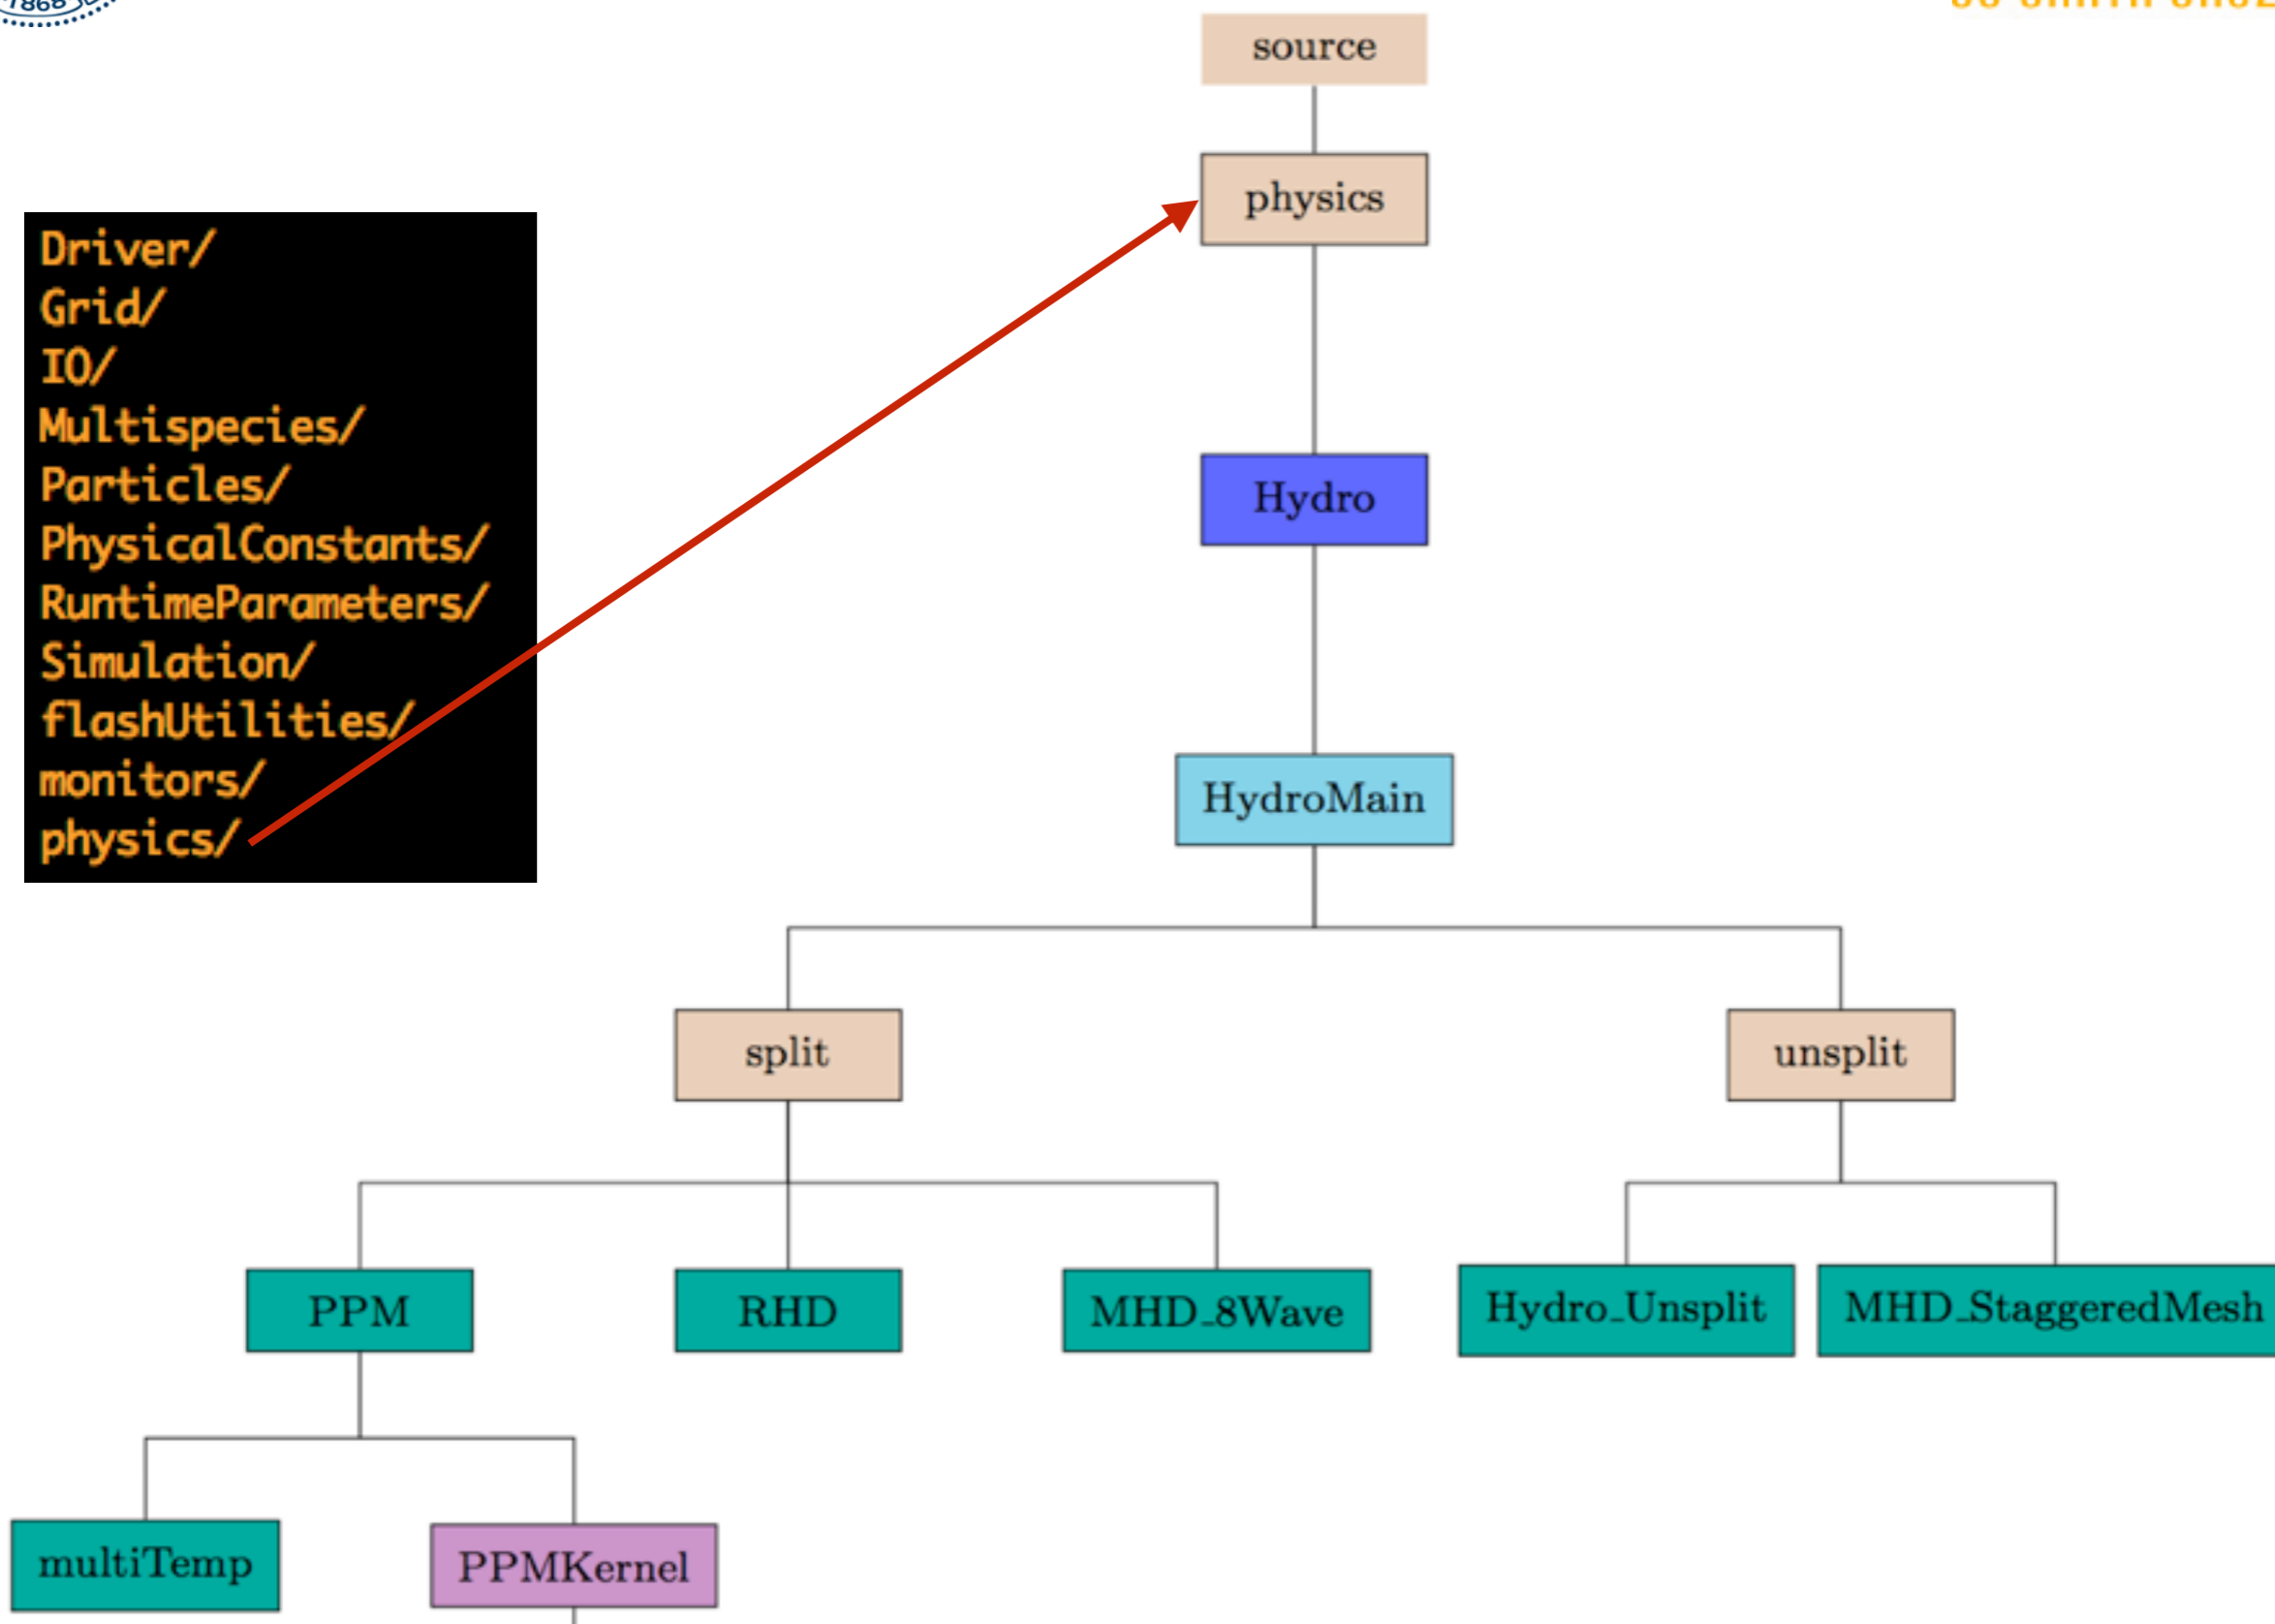 1868
source
physics
Driver/
Grid/
IO/
Multispecies/
Particles/
PhysicalConstants/
RuntimeParameters/
Simulation/
flashUtilities/
monitors/
physics/
Hydro
HydroMain
split
unsplit
PPM
RHD
MHD_8Wave
Hydro_Unsplit
MHD_StaggeredMesh
multiTemp
PPMKernel